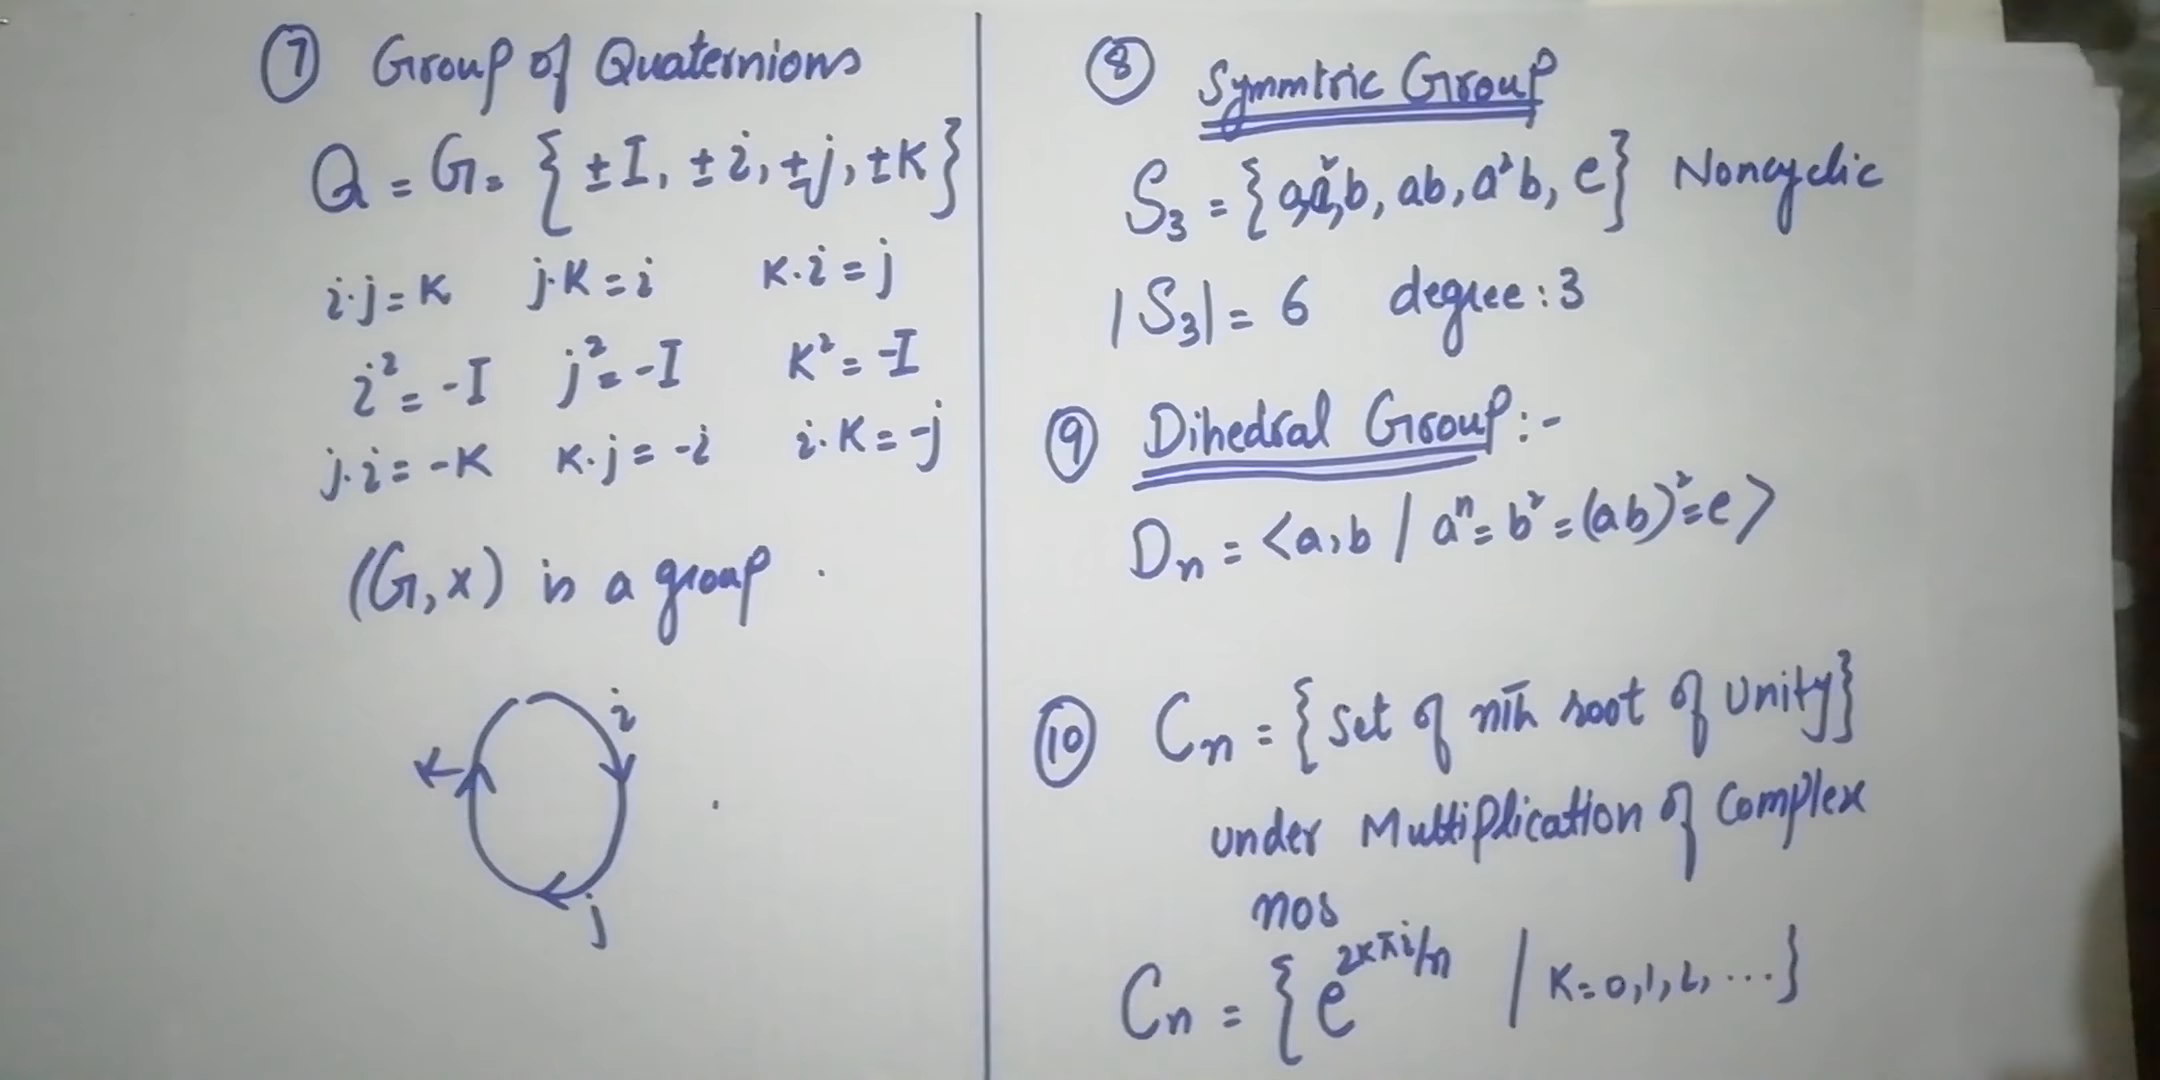 ⑦ Group of Quaternions
Q = G = { ±I, ±i, ±j, ±K }
i·j = K   j·K = i   K·i = j
i² = -I   j² = -I   K² = -I
j·i = -K   K·j = -i   i·K = -j
(G, x) is a group .
i
K
j
⑧ Symmtric Group
S₃ = { a, a², b, ab, a²b, e } Noncyclic
|S₃| = 6   degree : 3
⑨ Dihedral Group :-
Dₙ = <a, b / aⁿ = b² = (ab)² = e >
⑩ Cₙ = { Set of nth root of unity }
under Multiplication of Complex
nos
Cₙ = { e^{2Kπi/n} / K = 0, 1, 2, ... }